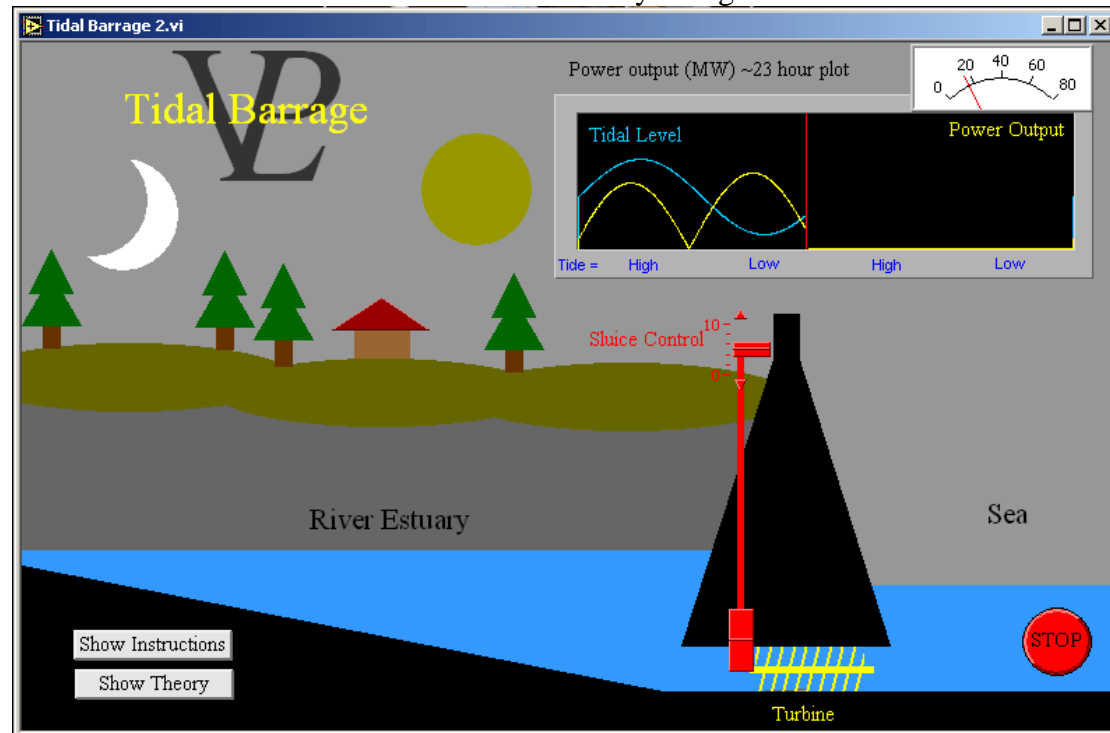 Tidal Barrage 2.vi
VPL
Tidal Barrage
Power output (MW) ~23 hour plot
0 20 40 60 80
Tidal Level
Power Output
Tide = High Low High Low
Sluice Control
10
0
River Estuary
Sea
Show Instructions
Show Theory
STOP
Turbine